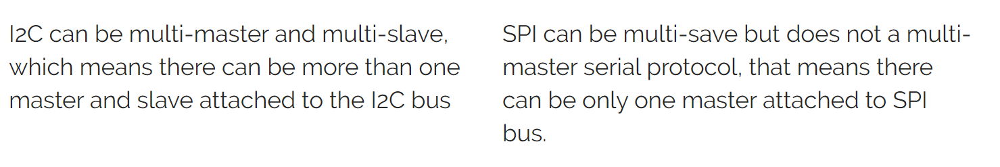 I2C can be multi-master and multi-slave,
which means there can be more than one
master and slave attached to the I2C bus
SPI can be multi-save but does not a multi-
master serial protocol, that means there
can be only one master attached to SPI
bus.